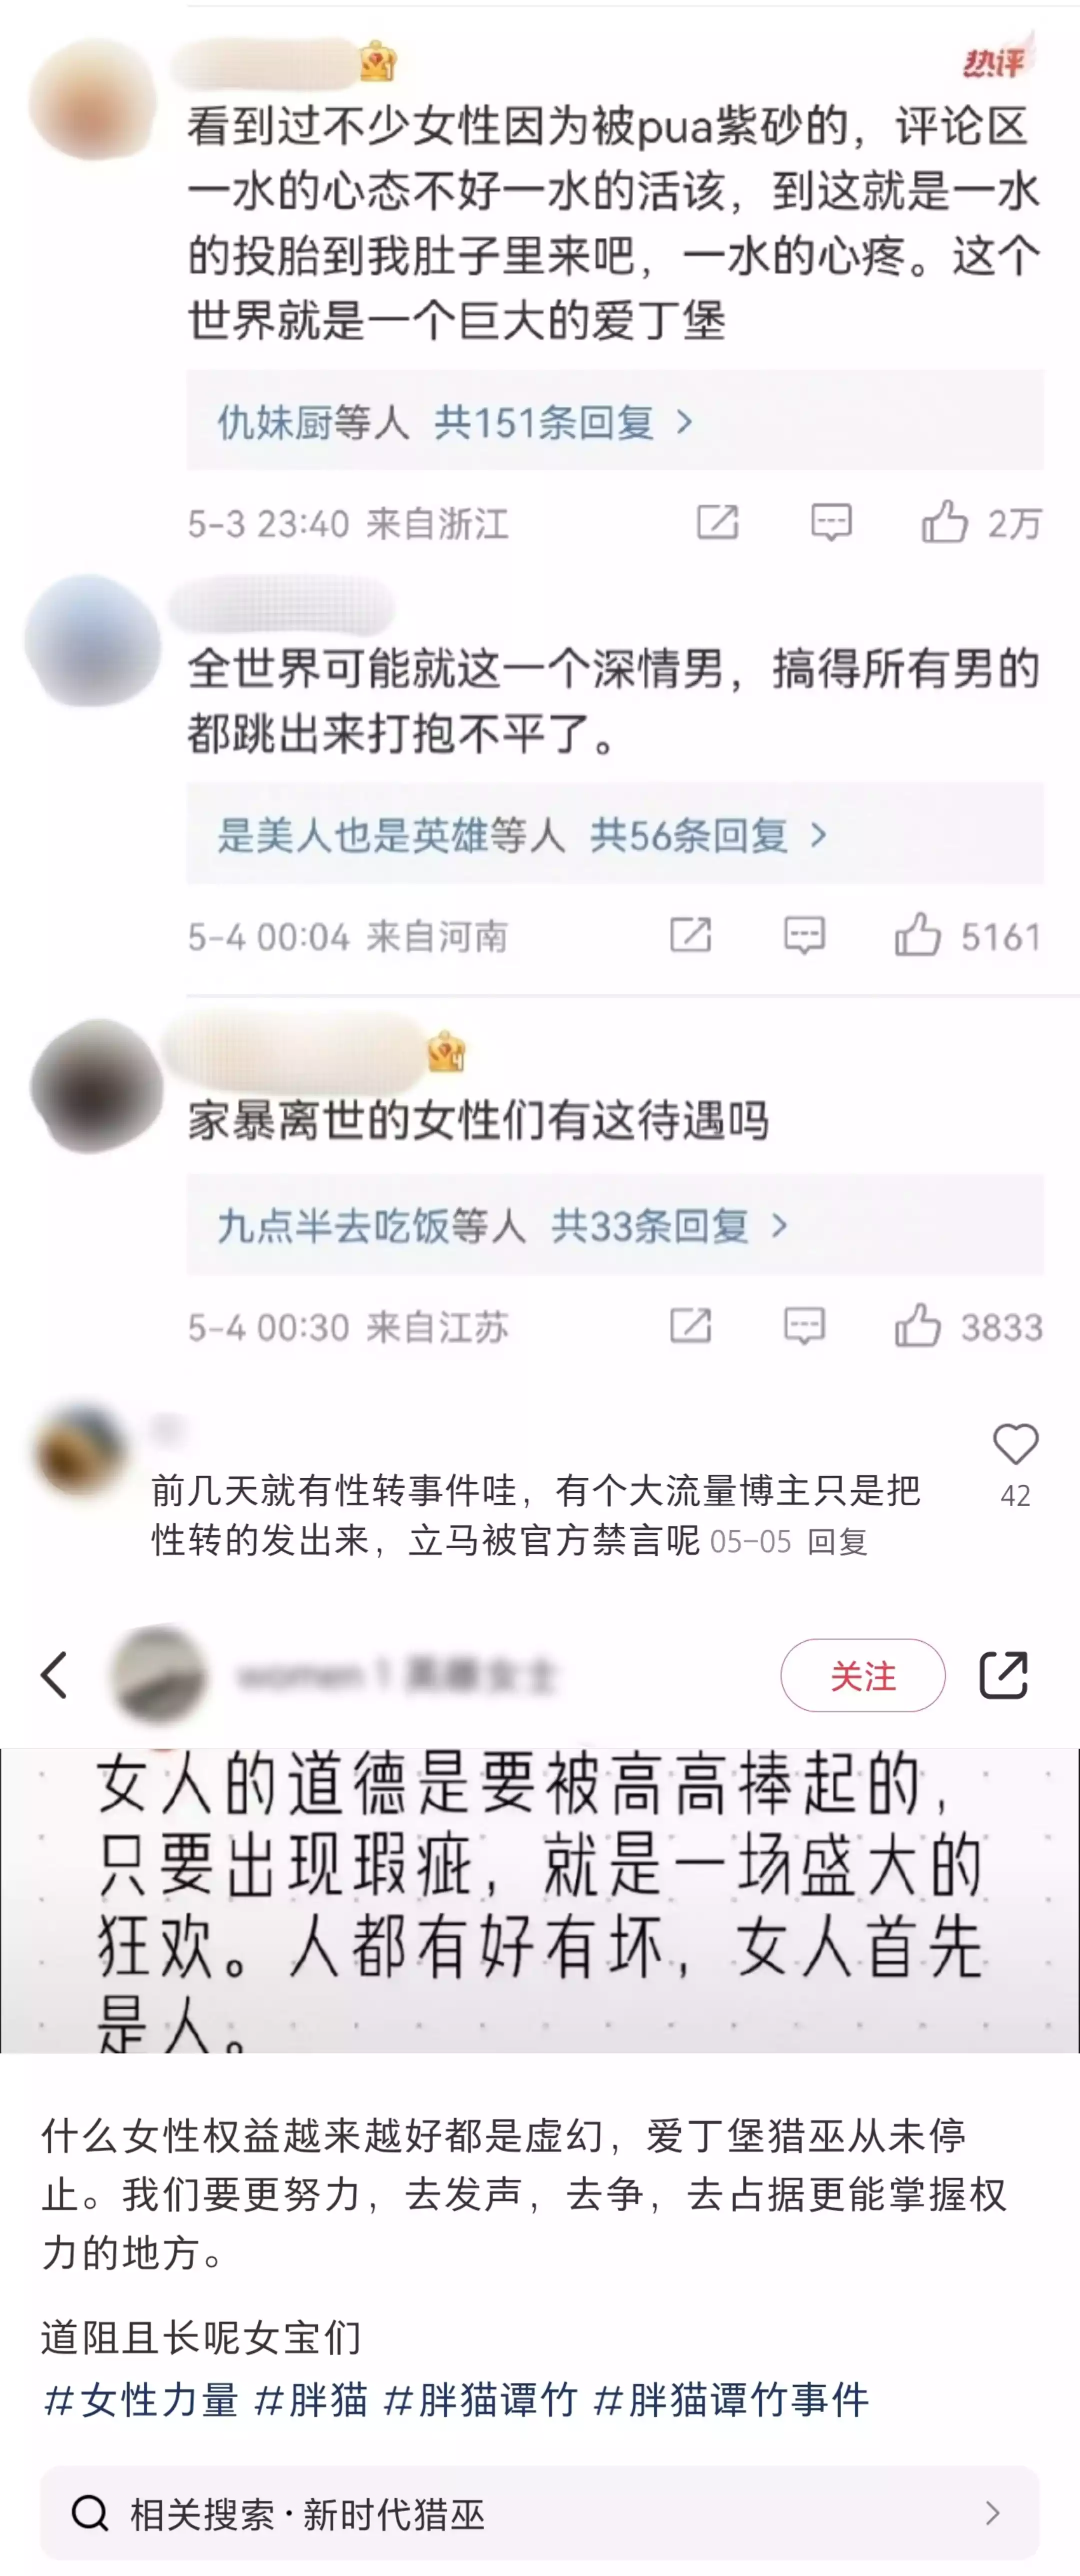 热评
看到过不少女性因为被pua紫砂的，评论区
一水的心态不好一水的活该，到这就是一水
的投胎到我肚子里来吧，一水的心疼。这个
世界就是一个巨大的爱丁堡
仇妹厨等人 共151条回复 >
5-3 23:40 来自浙江 2万
全世界可能就这一个深情男，搞得所有男的
都跳出来打抱不平了。
是美人也是英雄等人 共56条回复 >
5-4 00:04 来自河南 5161
家暴离世的女性们有这待遇吗
九点半去吃饭等人 共33条回复 >
5-4 00:30 来自江苏 3833
前几天就有性转事件哇，有个大流量博主只是把
性转的发出来，立马被官方禁言呢 05-05 回复
42
关注
女人的道德是要被高高捧起的，
只要出现瑕疵，就是一场盛大的
狂欢。人都有好有坏，女人首先
是人。
什么女性权益越来越好都是虚幻，爱丁堡猎巫从未停
止。我们要更努力，去发声，去争，去占据更能掌握权
力的地方。
道阻且长呢女宝们
#女性力量 #胖猫 #胖猫谭竹 #胖猫谭竹事件
相关搜索·新时代猎巫 >